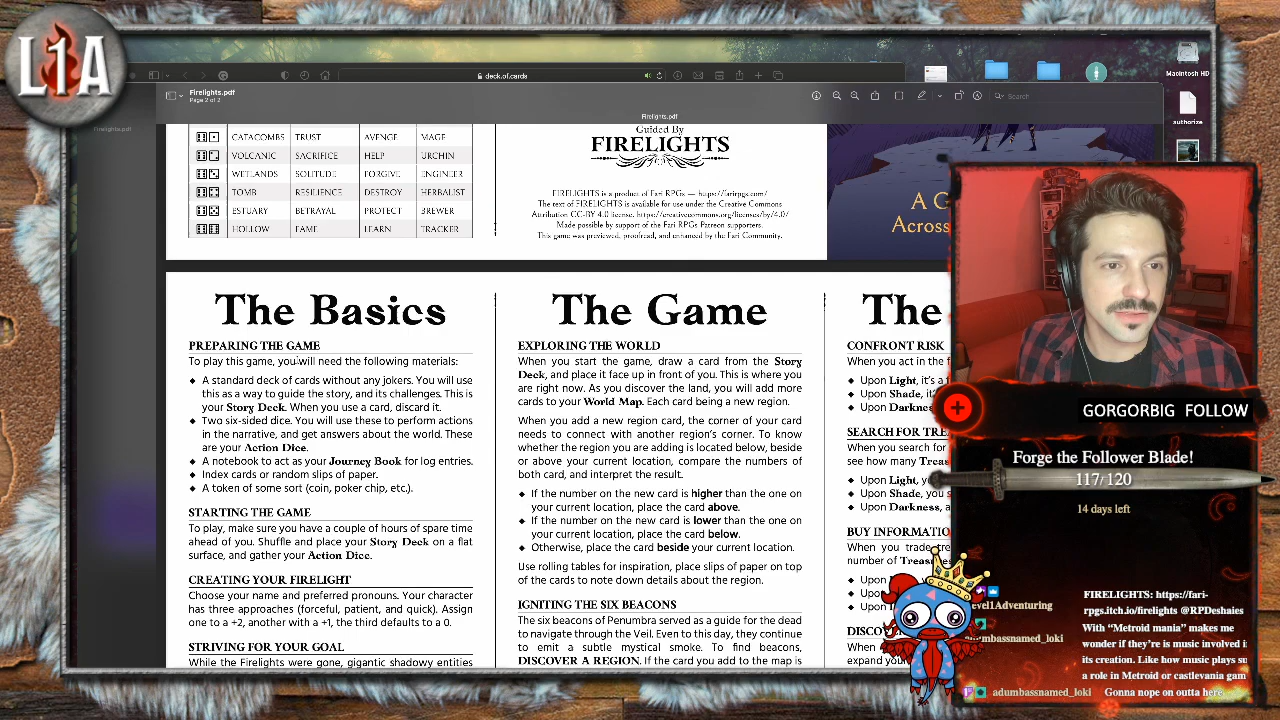 L1A
deck.of.cards
Firelights.pdf
Page 2 of 2
Search
Firelights.pdf
Firelights.pdf
Macintosh HD
authorize
CATACOMBS TRUST AVENGE MAGE
VOLCANIC SACRIFICE HELP URCHIN
WETLANDS SOLITUDE FORGIVE ENGINEER
TOMB RESILIENCE DESTROY HERBALIST
ESTUARY BETRAYAL PROTECT BREWER
HOLLOW FAME LEARN TRACKER
Guided By
FIRELIGHTS
FIRELIGHTS is a product of Fari RPGs — https://farirpgs.com/
The text of FIRELIGHTS is available for use under the Creative Commons
Attribution CC-BY 4.0 license. https://creativecommons.org/licenses/by/4.0/
Made possible by support of the Fari RPGs Patreon supporters.
This game was previewed, proofread, and enhanced by the Fari Community.
A G
Across
The Basics
PREPARING THE GAME
To play this game, you will need the following materials:
◆ A standard deck of cards without any jokers. You will use
this as a way to guide the story, and its challenges. This is
your Story Deck. When you use a card, discard it.
◆ Two six-sided dice. You will use these to perform actions
in the narrative, and get answers about the world. These
are your Action Dice.
◆ A notebook to act as your Journey Book for log entries.
◆ Index cards or random slips of paper.
◆ A token of some sort (coin, poker chip, etc.).
STARTING THE GAME
To play, make sure you have a couple of hours of spare time
ahead of you. Shuffle and place your Story Deck on a flat
surface, and gather your Action Dice.
CREATING YOUR FIRELIGHT
Choose your name and preferred pronouns. Your character
has three approaches (forceful, patient, and quick). Assign
one to a +2, another with a +1, the third defaults to a 0.
STRIVING FOR YOUR GOAL
While the Firelights were gone, gigantic shadowy entities
The Game
EXPLORING THE WORLD
When you start the game, draw a card from the Story
Deck, and place it face up in front of you. This is where you
are right now. As you discover the land, you will add more
cards to your World Map. Each card being a new region.
When you add a new region card, the corner of your card
needs to connect with another region's corner. To know
whether the region you are adding is located below, beside
or above your current location, compare the numbers of
both card, and interpret the result.
◆ If the number on the new card is higher than the one on
your current location, place the card above.
◆ If the number on the new card is lower than the one on
your current location, place the card below.
◆ Otherwise, place the card beside your current location.
Use rolling tables for inspiration, place slips of paper on top
of the cards to note down details about the region.
IGNITING THE SIX BEACONS
The six beacons of Penumbra served as a guide for the dead
to navigate through the Veil. Even to this day, they continue
to emit a subtle mystical smoke. To find beacons,
DISCOVER A REGION. If the card you add to the map is
The
CONFRONT RISK
When you act in the f
◆ Upon Light, it's a f
◆ Upon Shade, it'
◆ Upon Darkness
SEARCH FOR TRE
When you search for
see how many Treas
◆ Upon Light, y
◆ Upon Shade, you s
◆ Upon Darkness,
BUY INFORMATIO
When you trade tre
number of Treas
◆ Upon
◆ Upo
◆ Upon
DISCO
When
expand you
GORGORBIG FOLLOW
Forge the Follower Blade!
117/120
14 days left
evel1Adventuring
umbassnamed_loki
adumbassnamed_loki Gonna nope on outta here
FIRELIGHTS: https://fari-
rpgs.itch.io/firelights @RPDeshaies
With “Metroid mania” makes me
wonder if they're is music involved i
its creation. Like how music plays su
a role in Metroid or castlevania gam